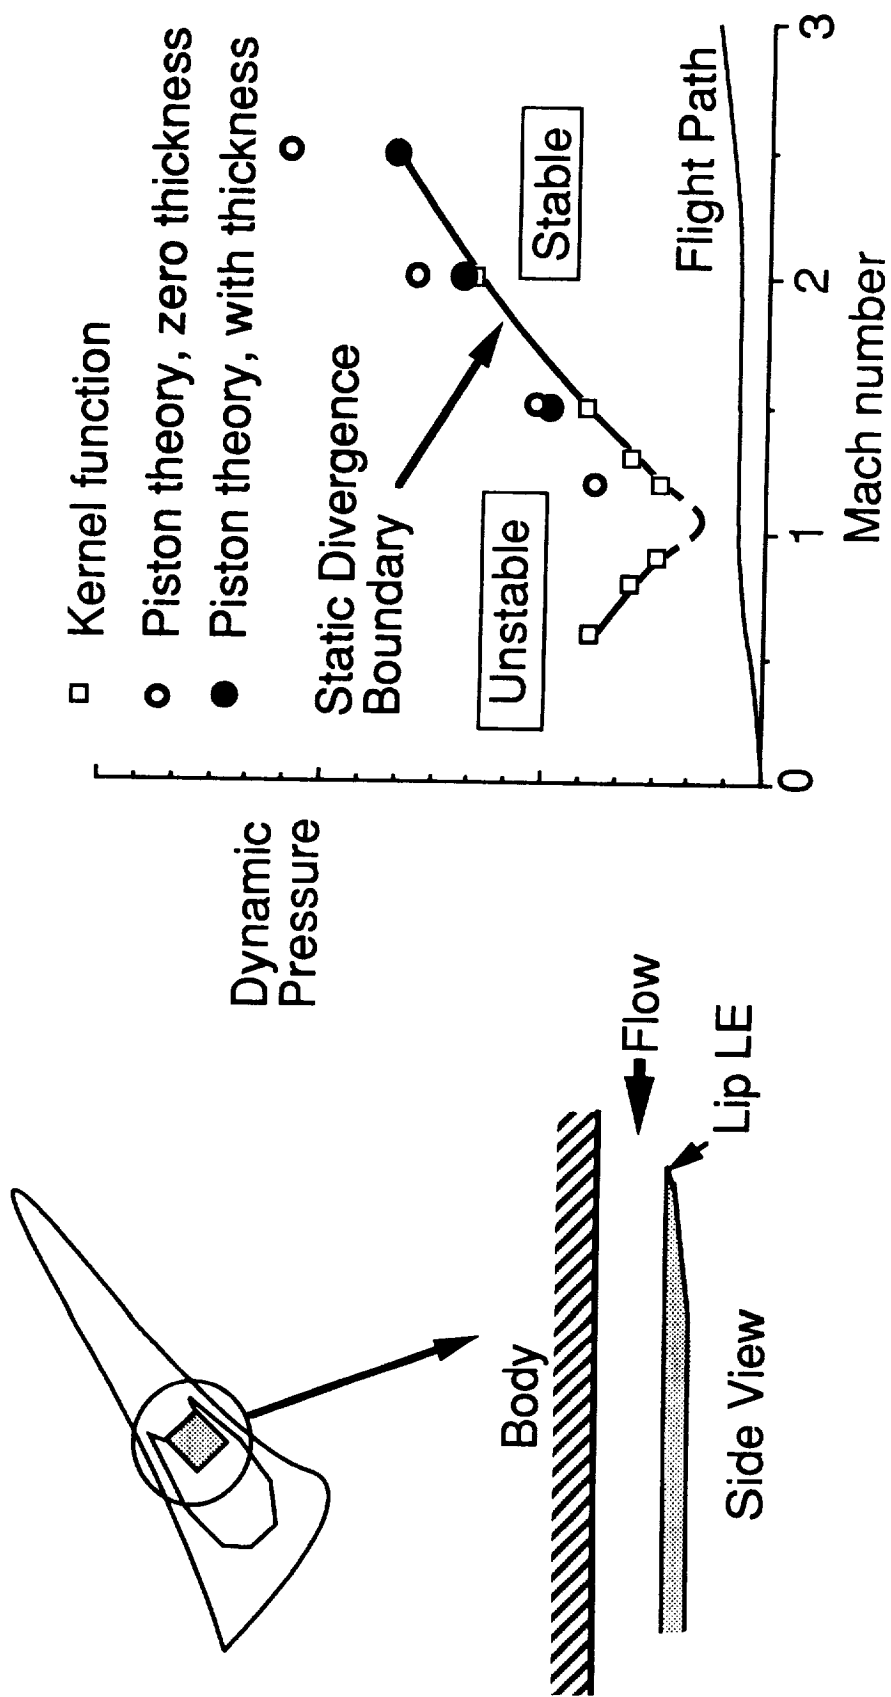 Body
Flow
Lip LE
Side View
Dynamic
Pressure
Kernel function
Piston theory, zero thickness
Piston theory, with thickness
Static Divergence
Boundary
Unstable
Stable
Flight Path
0
1
2
3
Mach number